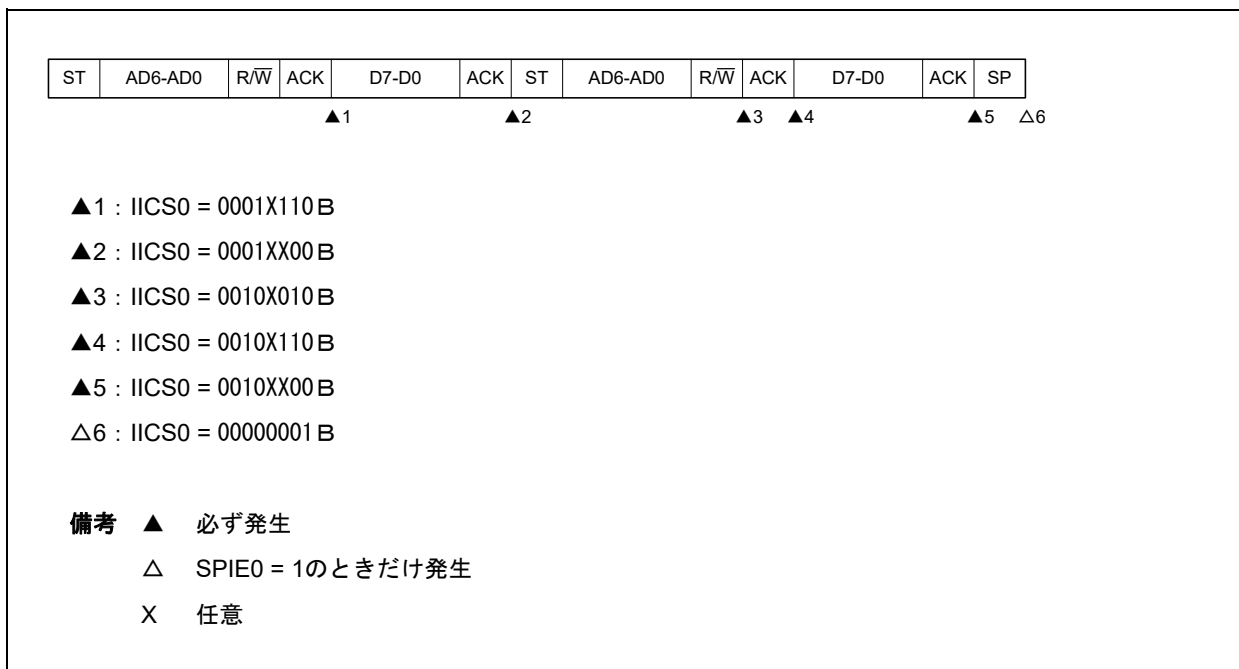 ST AD6-AD0 R/W̅ ACK D7-D0 ACK ST AD6-AD0 R/W̅ ACK D7-D0 ACK SP
▲1 ▲2 ▲3 ▲4 ▲5 △6
▲1：IICS0 = 0001X110B
▲2：IICS0 = 0001XX00B
▲3：IICS0 = 0010X010B
▲4：IICS0 = 0010X110B
▲5：IICS0 = 0010XX00B
△6：IICS0 = 00000001B
備考 ▲ 必ず発生
△ SPIE0 = 1のときだけ発生
X 任意